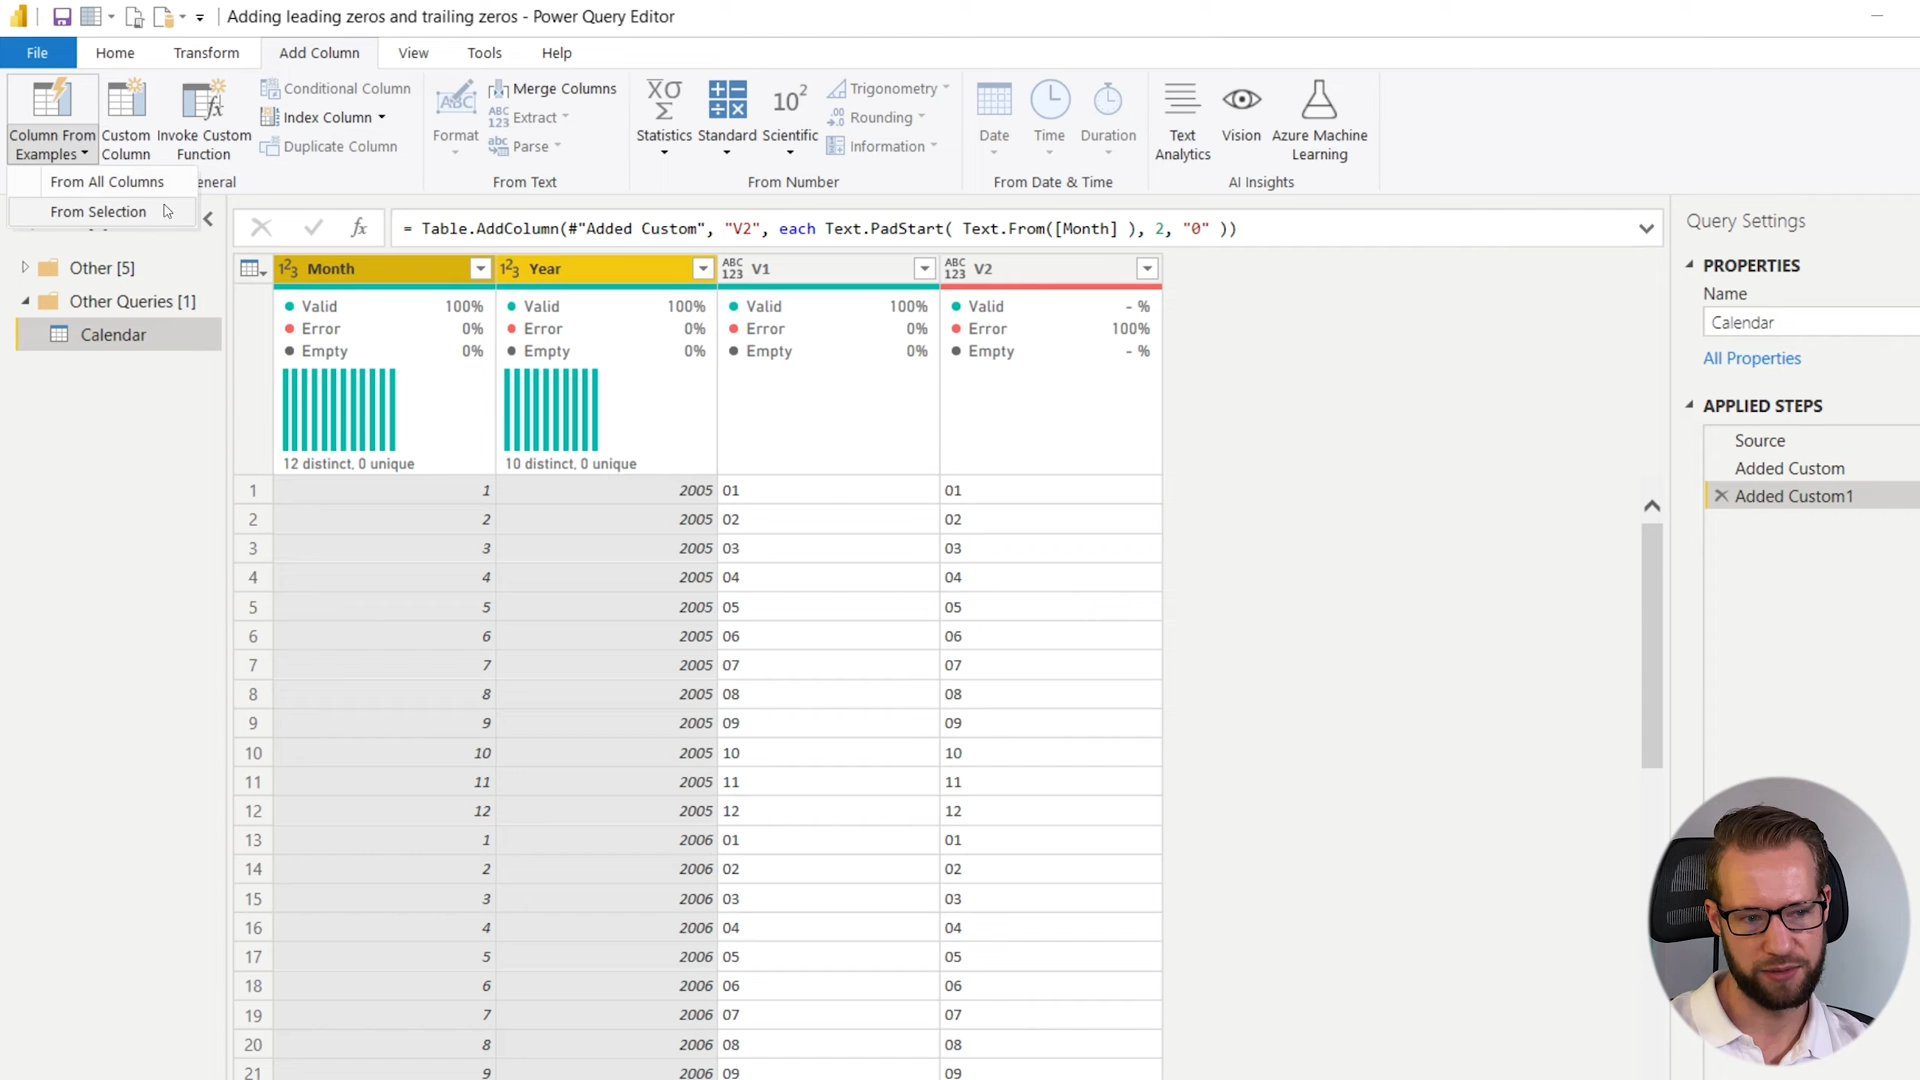 Adding leading zeros and trailing zeros - Power Query Editor
File Home Transform Add Column View Tools Help
Column From Examples
Custom Column
Invoke Custom Function
Conditional Column
Index Column
Duplicate Column
Format
Merge Columns
Extract
Parse
Statistics
Standard
Scientific
Trigonometry
Rounding
Information
Date
Time
Duration
Text Analytics
Vision
Azure Machine Learning
eneral
From Text
From Number
From Date & Time
AI Insights
From All Columns
From Selection
= Table.AddColumn(#"Added Custom", "V2", each Text.PadStart( Text.From([Month] ), 2, "0" ))
Other [5]
Other Queries [1]
Calendar
Month Year V1 V2
Valid 100% Valid 100% Valid 100% Valid - %
Error 0% Error 0% Error 0% Error 100%
Empty 0% Empty 0% Empty 0% Empty - %
12 distinct, 0 unique 10 distinct, 0 unique
1 1 2005 01 01
2 2 2005 02 02
3 3 2005 03 03
4 4 2005 04 04
5 5 2005 05 05
6 6 2005 06 06
7 7 2005 07 07
8 8 2005 08 08
9 9 2005 09 09
10 10 2005 10 10
11 11 2005 11 11
12 12 2005 12 12
13 1 2006 01 01
14 2 2006 02 02
15 3 2006 03 03
16 4 2006 04 04
17 5 2006 05 05
18 6 2006 06 06
19 7 2006 07 07
20 8 2006 08 08
21 9 2006 09 09
Query Settings
PROPERTIES
Name
Calendar
All Properties
APPLIED STEPS
Source
Added Custom
Added Custom1